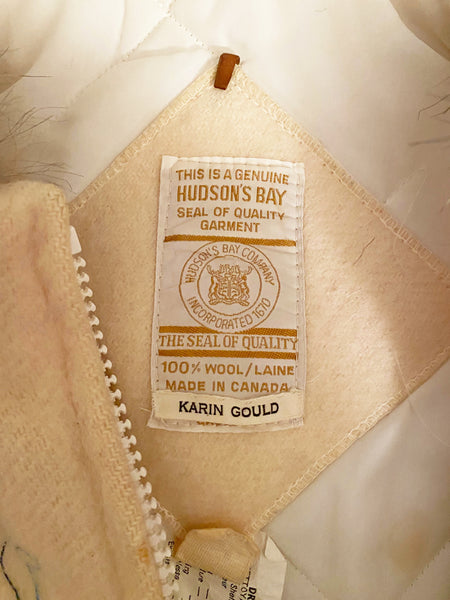 THIS IS A GENUINE
HUDSON'S BAY
SEAL OF QUALITY
GARMENT
HUDSON'S BAY COMPANY
INCORPORATED 1670
THE SEAL OF QUALITY
100% WOOL/LAINE
MADE IN CANADA
KARIN GOULD